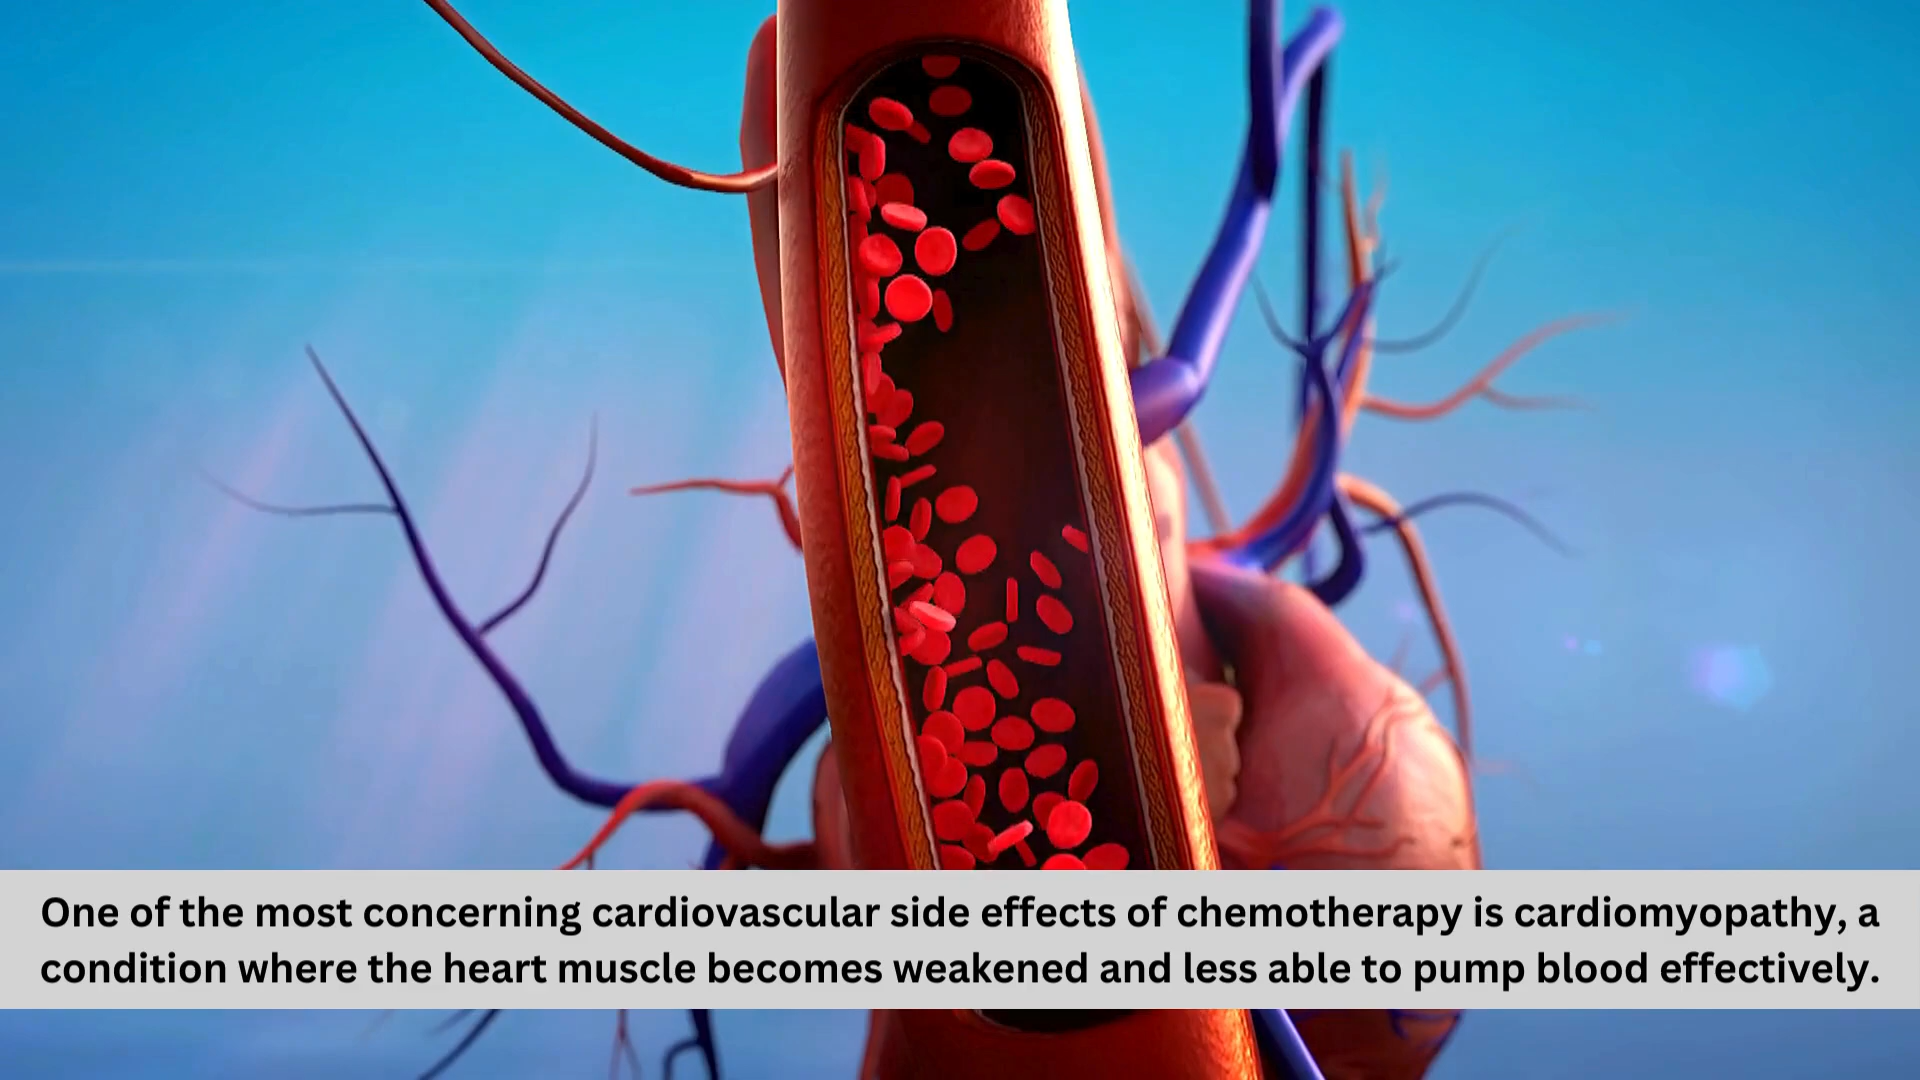 One of the most concerning cardiovascular side effects of chemotherapy is cardiomyopathy, a
condition where the heart muscle becomes weakened and less able to pump blood effectively.